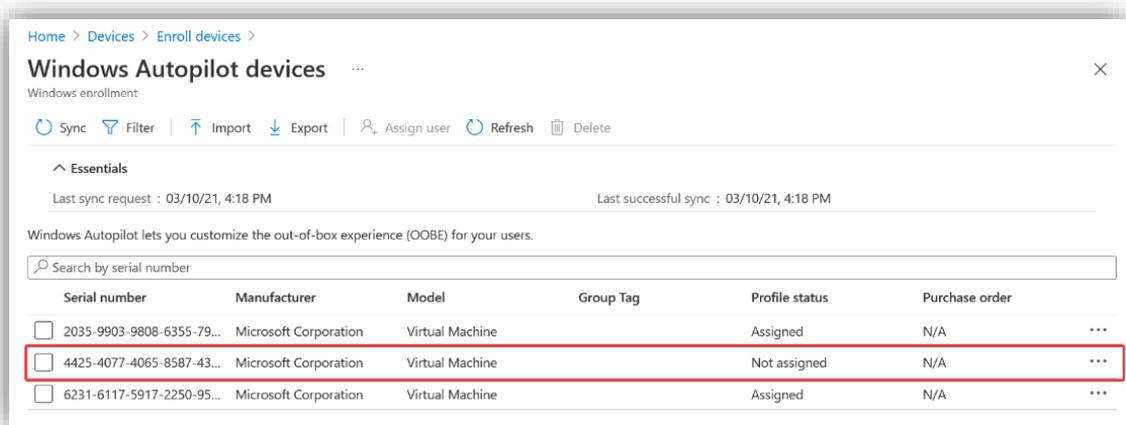 Home > Devices > Enroll devices >
Windows Autopilot devices ...
Windows enrollment
Sync Filter Import Export Assign user Refresh Delete
Essentials
Last sync request : 03/10/21, 4:18 PM Last successful sync : 03/10/21, 4:18 PM
Windows Autopilot lets you customize the out-of-box experience (OOBE) for your users.
Search by serial number
Serial number Manufacturer Model Group Tag Profile status Purchase order
2035-9903-9808-6355-79... Microsoft Corporation Virtual Machine Assigned N/A ...
4425-4077-4065-8587-43... Microsoft Corporation Virtual Machine Not assigned N/A ...
6231-6117-5917-2250-95... Microsoft Corporation Virtual Machine Assigned N/A ...